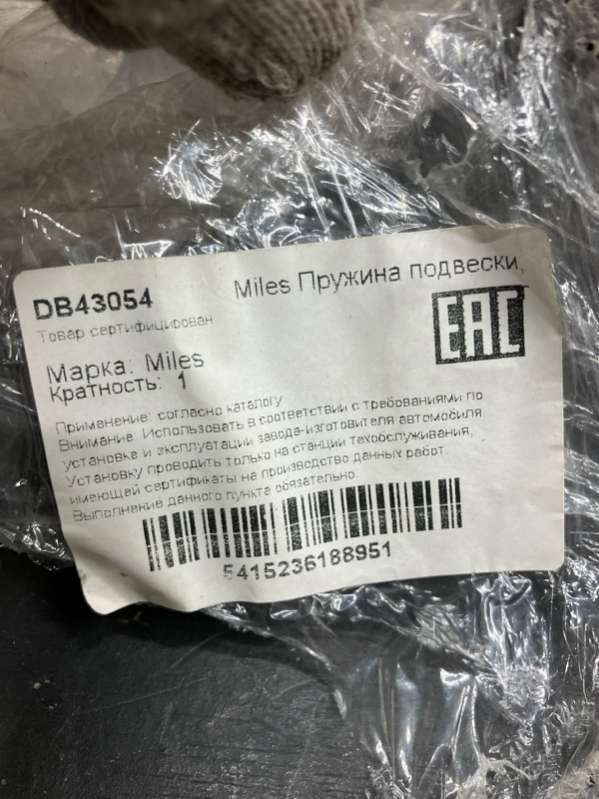 DB43054
Miles Пружина подвески,
Товар сертифицирован
EAC
Марка: Miles
Кратность: 1
Применение: согласно каталогу
Внимание: Использовать в соответствии с требованиями по
установке и эксплуатации завода-изготовителя автомобиля
Установку проводить только на станции техобслуживания,
имеющей сертификаты на производство данных работ.
Выполнение данного пункта обязательно.
5415236188951